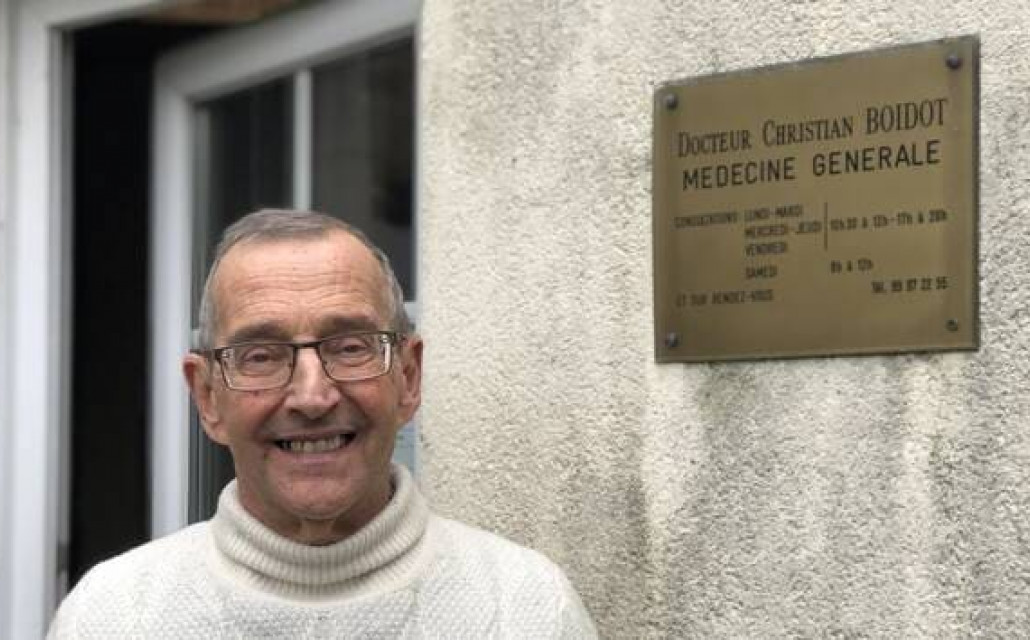 DOCTEUR CHRISTIAN BOIDOT
MEDECINE GENERALE
CONSULTATIONS LUNDI-MARDI
MERCREDI-JEUDI 10h30 à 12h-17h à 20h
VENDREDI
SAMEDI 8h à 12h
ET SUR RENDEZ-VOUS Tél. 99 87 22 55